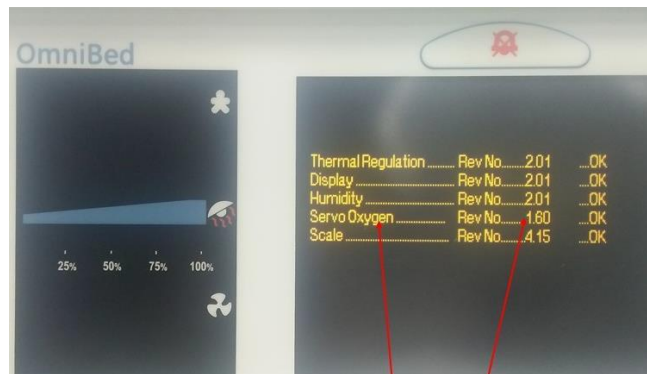 OmniBed
Thermal Regulation ........ Rev No........2.01 ...OK
Display ........................ Rev No........2.01 ...OK
Humidity ...................... Rev No........2.01 ...OK
Servo Oxygen ............... Rev No........1.60 ...OK
Scale ........................... Rev No........4.15 ...OK
25% 50% 75% 100%